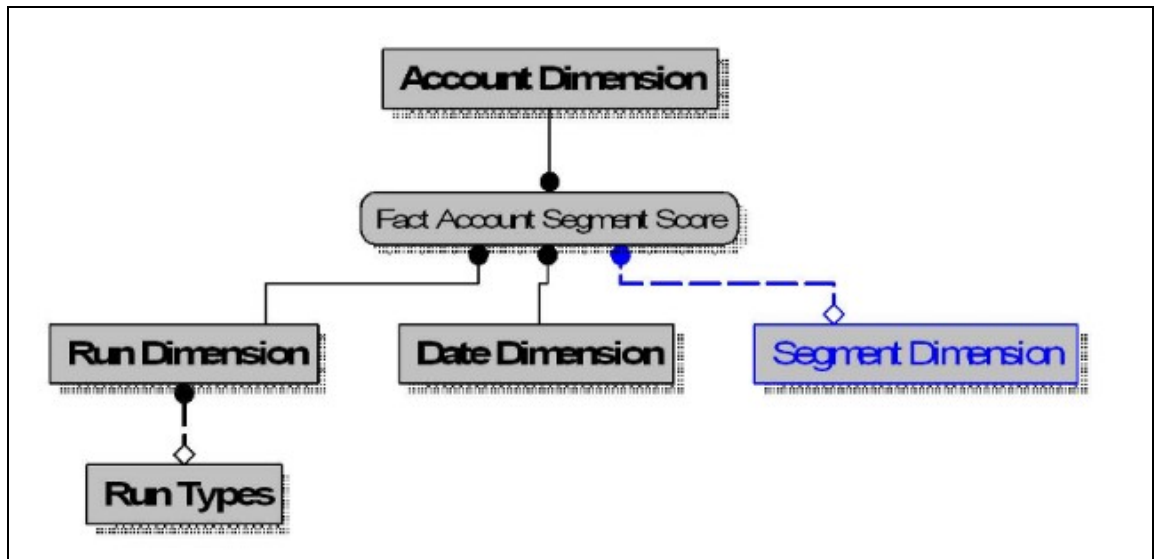 Account Dimension
Fact Account Segment Score
Run Dimension
Date Dimension
Segment Dimension
Run Types